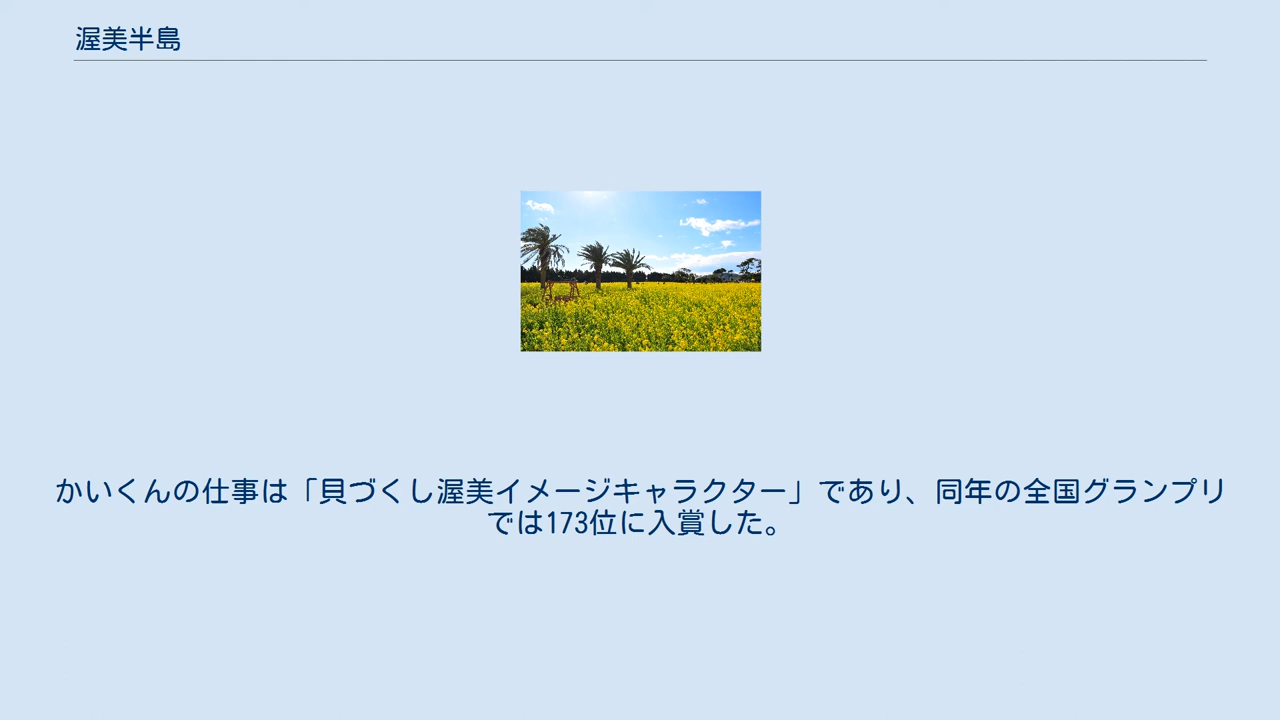 渥美半島
かいくんの仕事は「貝づくし渥美イメージキャラクター」であり、同年の全国グランプリ
では173位に入賞した。